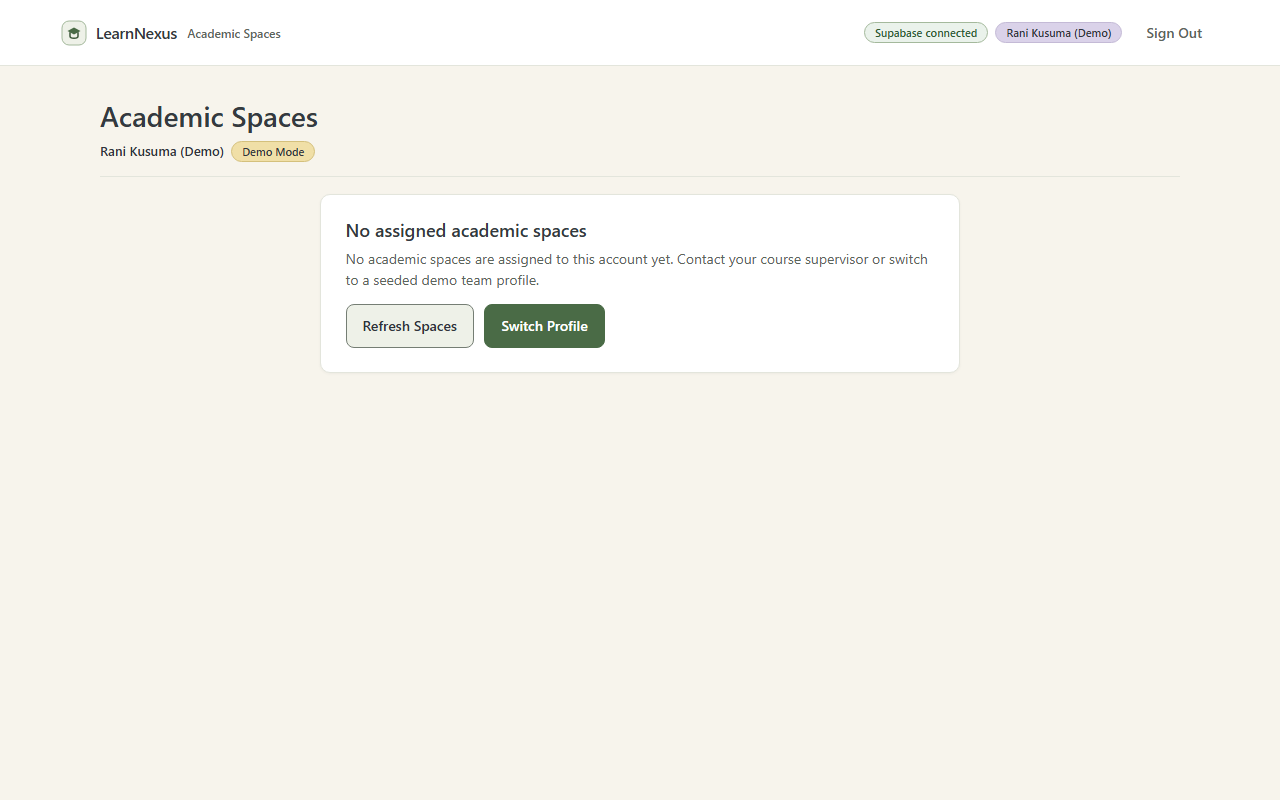 LearnNexus Academic Spaces Supabase connected Rani Kusuma (Demo) Sign Out
Academic Spaces
Rani Kusuma (Demo) Demo Mode
No assigned academic spaces
No academic spaces are assigned to this account yet. Contact your course supervisor or switch
to a seeded demo team profile.
Refresh Spaces Switch Profile